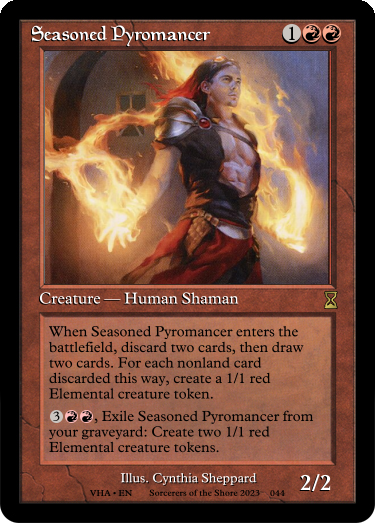 Seasoned Pyromancer 1
Creature — Human Shaman
When Seasoned Pyromancer enters the
battlefield, discard two cards, then draw
two cards. For each nonland card
discarded this way, create a 1/1 red
Elemental creature token.
3, Exile Seasoned Pyromancer from
your graveyard: Create two 1/1 red
Elemental creature tokens.
Illus. Cynthia Sheppard
2/2
VHA • EN Sorcerers of the Shore 2023 044